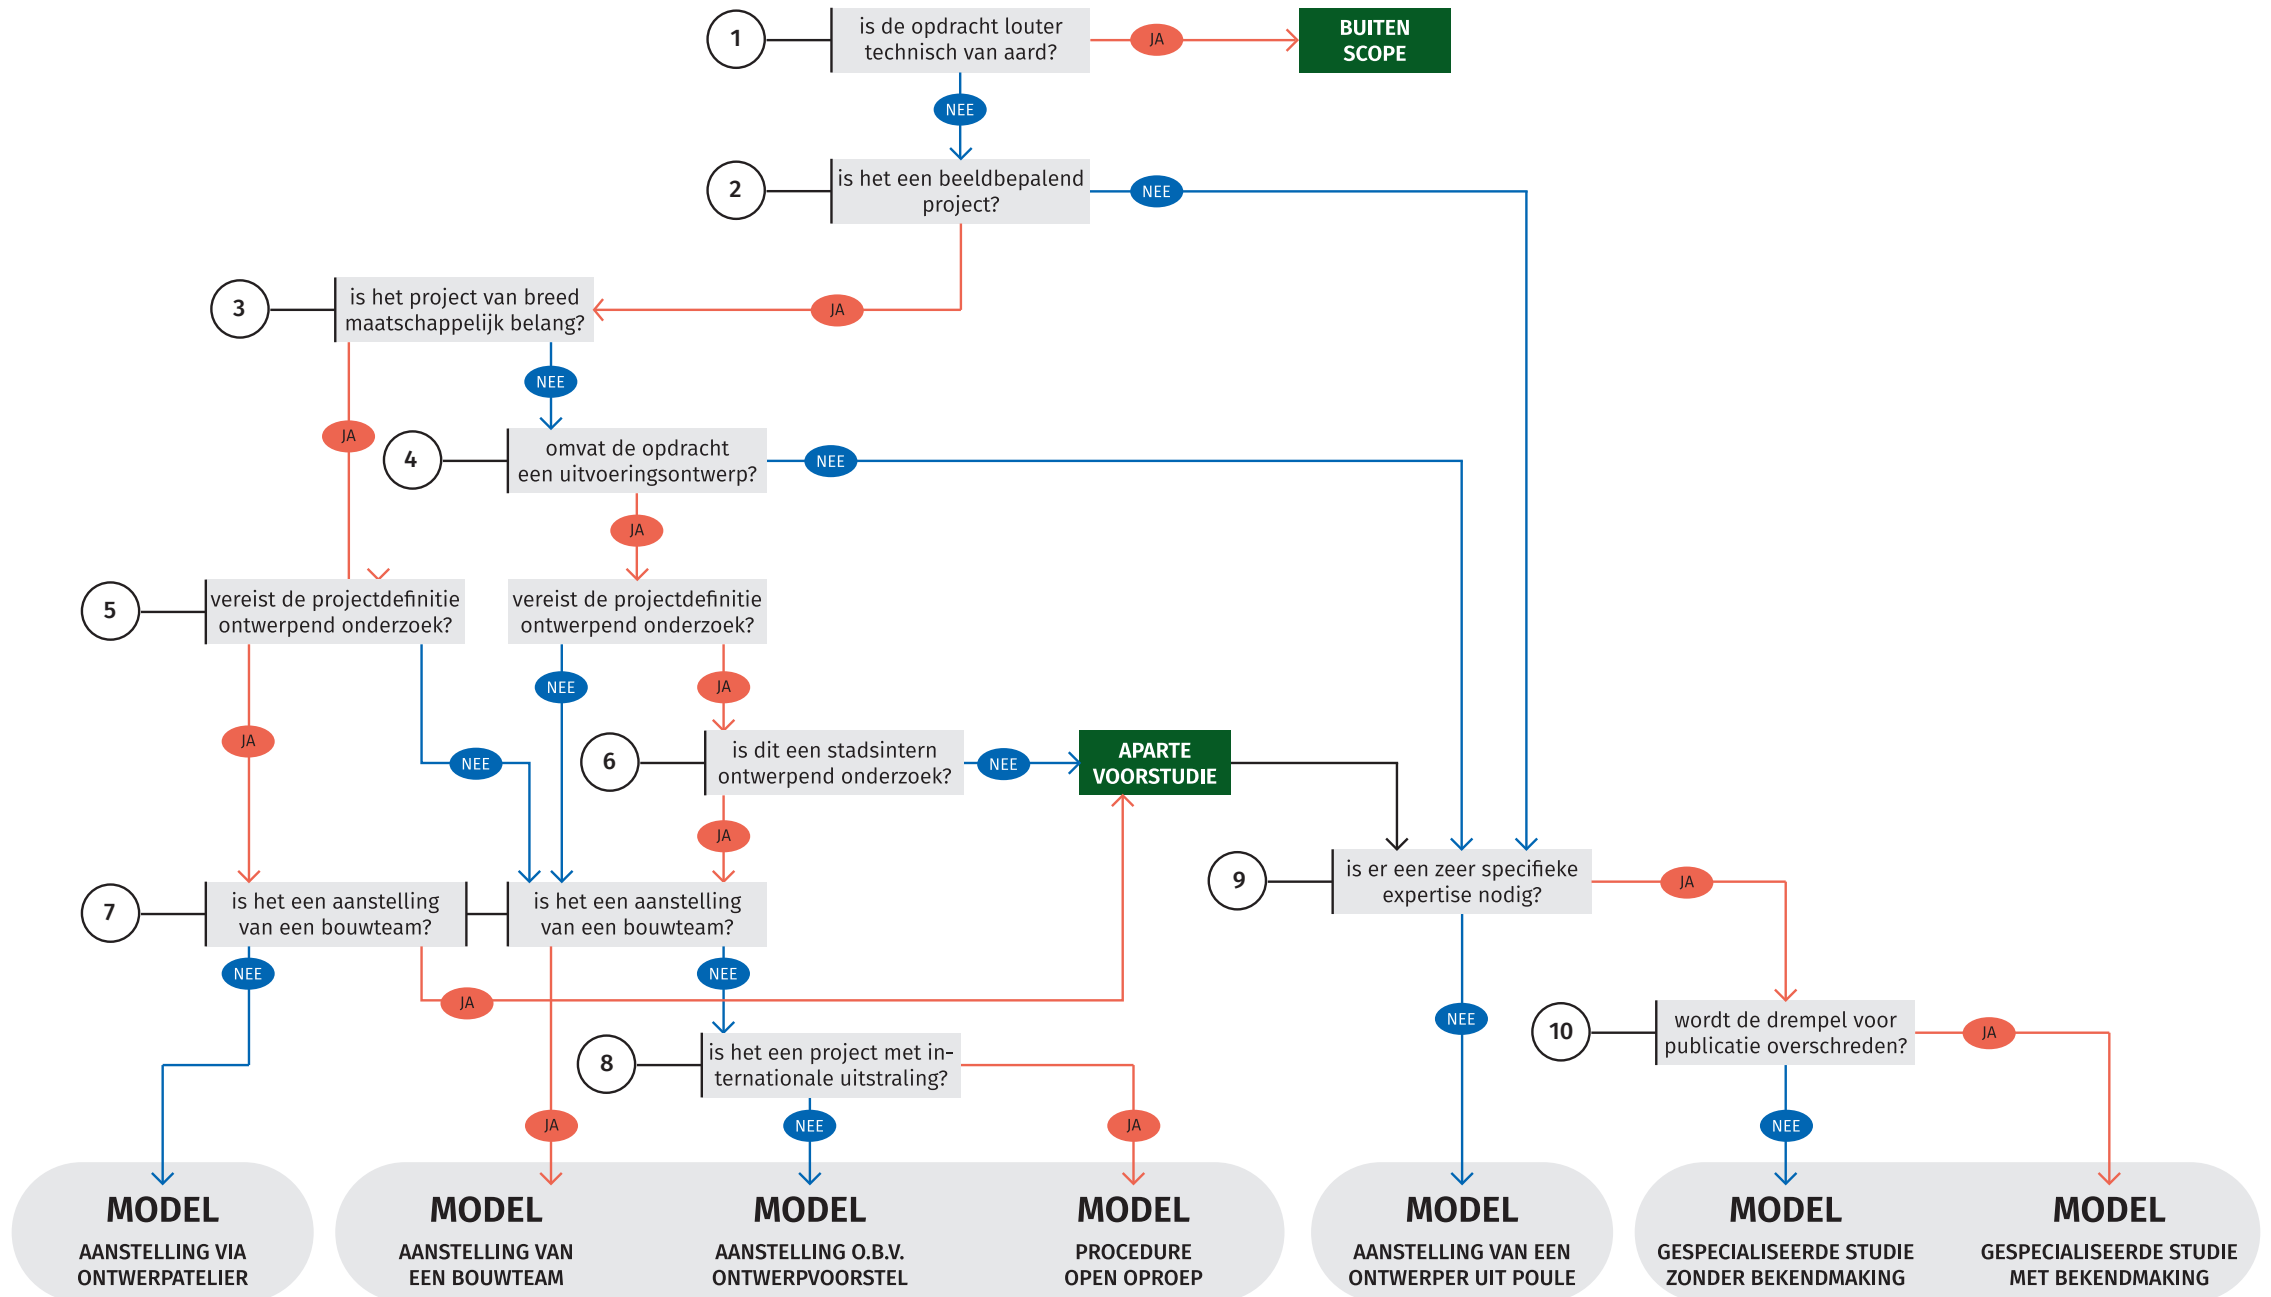 1
is de opdracht louter
technisch van aard?
JA
BUITEN
SCOPE
NEE
2
is het een beeldbepalend
project?
NEE
JA
3
is het project van breed
maatschappelijk belang?
NEE
JA
4
omvat de opdracht
een uitvoeringsontwerp?
NEE
JA
5
vereist de projectdefinitie
ontwerpend onderzoek?
vereist de projectdefinitie
ontwerpend onderzoek?
NEE
JA
JA
NEE
6
is dit een stadsintern
ontwerpend onderzoek?
NEE
APARTE
VOORSTUDIE
JA
7
is het een aanstelling
van een bouwteam?
is het een aanstelling
van een bouwteam?
9
is er een zeer specifieke
expertise nodig?
JA
NEE
NEE
JA
8
is het een project met in-
ternationale uitstraling?
NEE
10
wordt de drempel voor
publicatie overschreden?
JA
JA
NEE
JA
NEE
MODEL
AANSTELLING VIA
ONTWERPATELIER
MODEL
AANSTELLING VAN
EEN BOUWTEAM
MODEL
AANSTELLING O.B.V.
ONTWERPVOORSTEL
MODEL
PROCEDURE
OPEN OPROEP
MODEL
AANSTELLING VAN EEN
ONTWERPER UIT POULE
MODEL
GESPECIALISEERDE STUDIE
ZONDER BEKENDMAKING
MODEL
GESPECIALISEERDE STUDIE
MET BEKENDMAKING